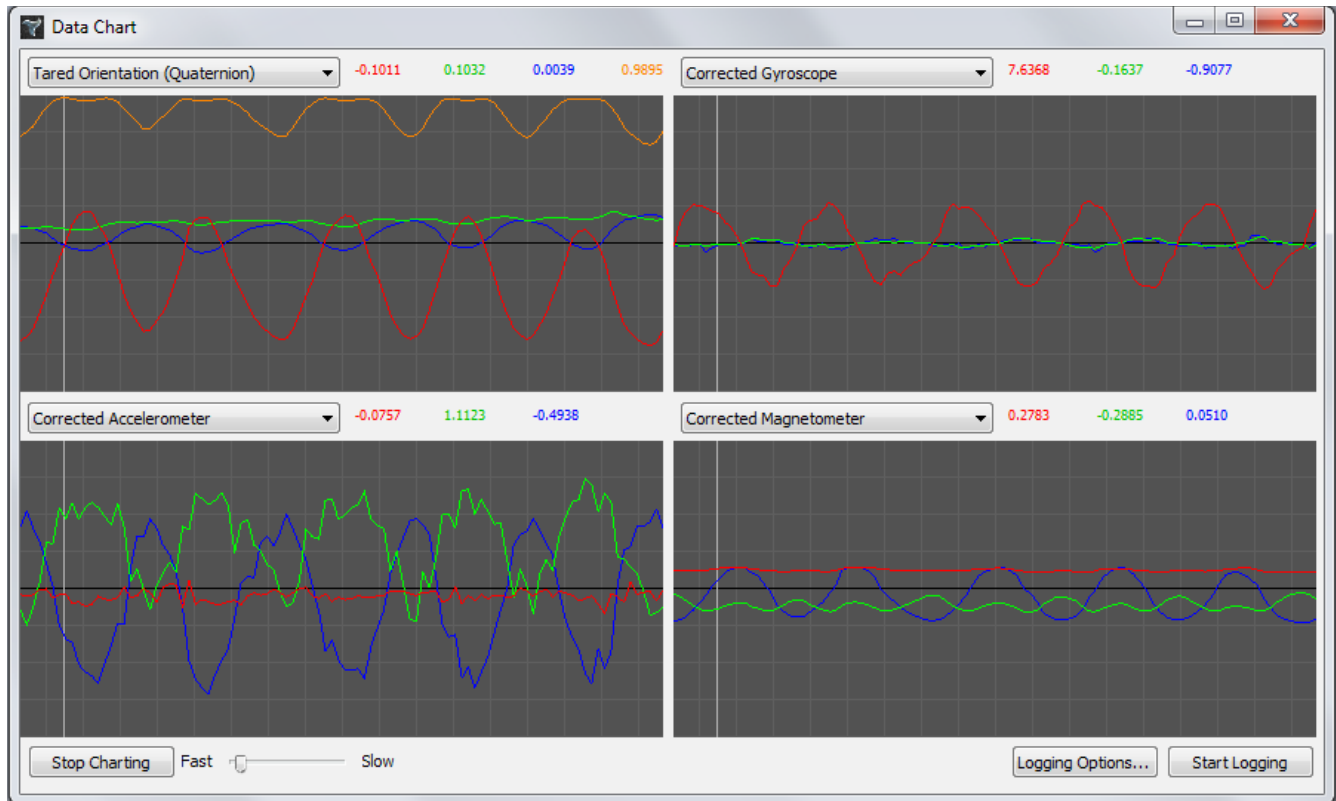 Data Chart
Tared Orientation (Quaternion) -0.1011 0.1032 0.0039 0.9895
Corrected Gyroscope 7.6368 -0.1637 -0.9077
Corrected Accelerometer -0.0757 1.1123 -0.4938
Corrected Magnetometer 0.2783 -0.2885 0.0510
Stop Charting Fast Slow Logging Options... Start Logging